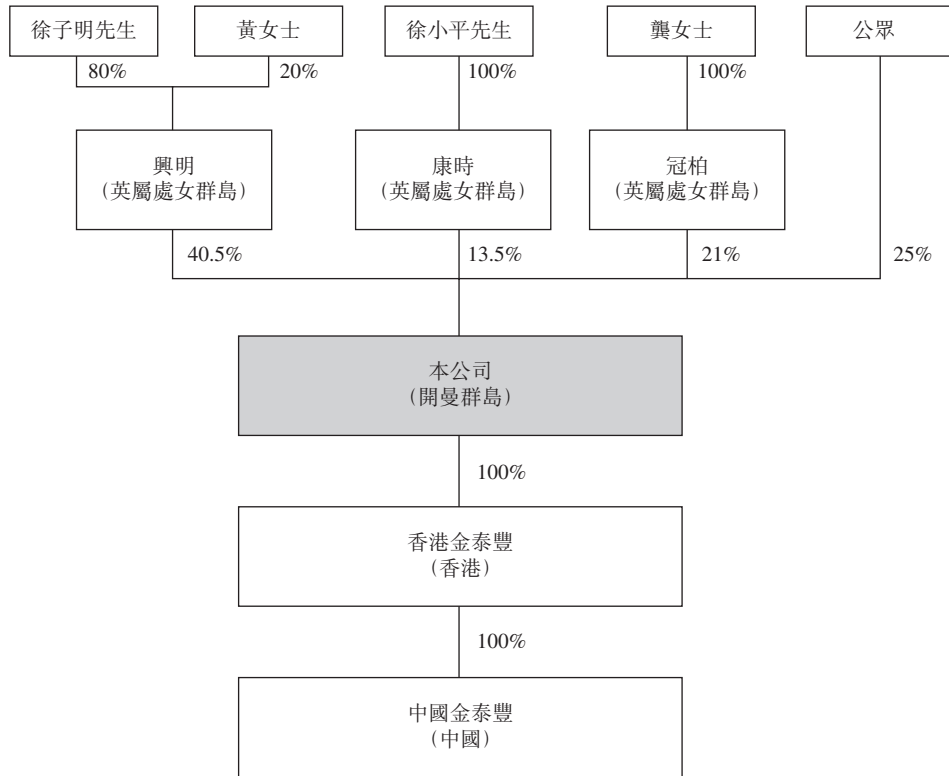 徐子明先生
黃女士
徐小平先生
龔女士
公眾
80%
20%
100%
100%
興明
(英屬處女群島)
康時
(英屬處女群島)
冠柏
(英屬處女群島)
40.5%
13.5%
21%
25%
本公司
(開曼群島)
100%
香港金泰豐
(香港)
100%
中國金泰豐
(中國)